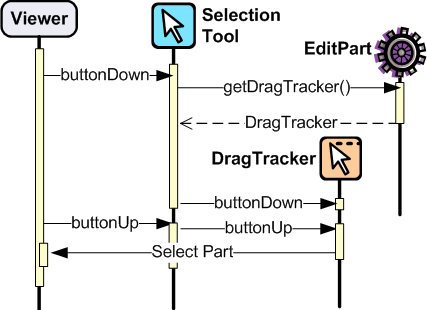 Viewer
Selection
Tool
EditPart
buttonDown
getDragTracker()
DragTracker
DragTracker
buttonDown
buttonUp
buttonUp
Select Part